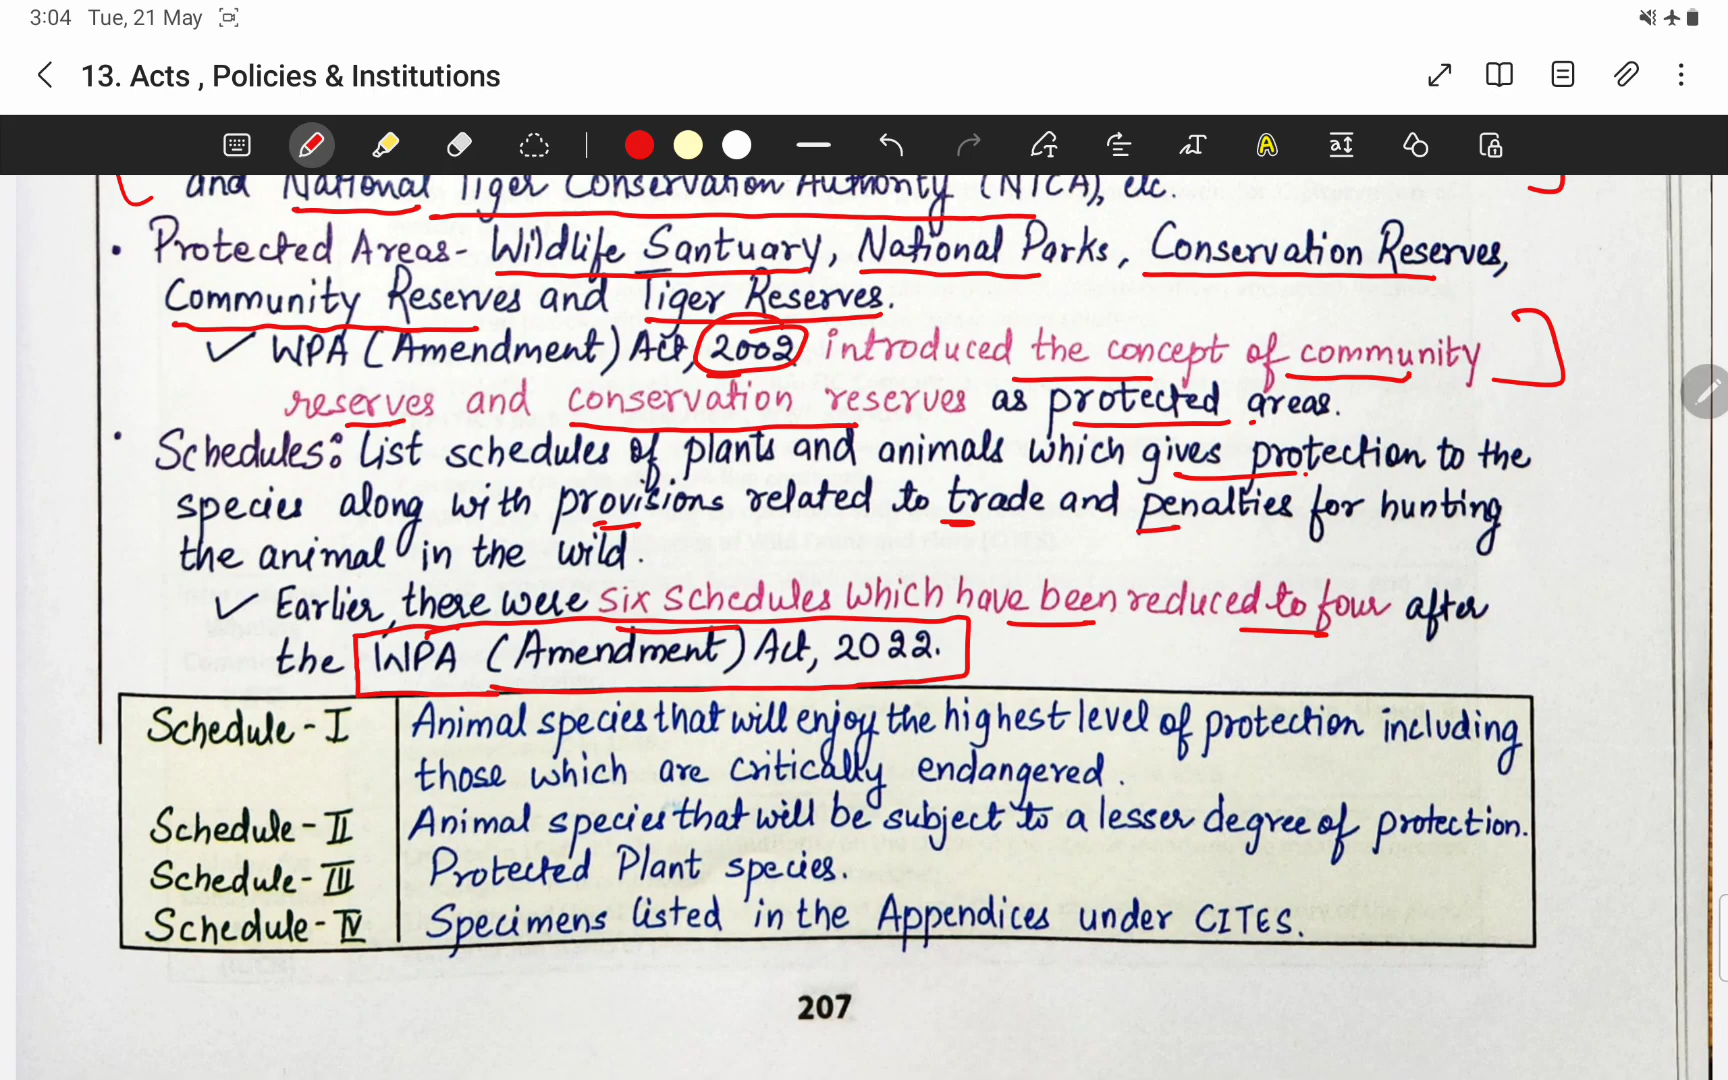 3:04 Tue, 21 May
13. Acts , Policies & Institutions
and National Tiger Conservation Authority (NTCA), etc.
• Protected Areas- Wildlife Santuary, National Parks, Conservation Reserves,
Community Reserves and Tiger Reserves.
✓ WPA (Amendment) Act, 2002 introduced the concept of community
reserves and conservation reserves as protected areas.
• Schedules: List schedules of plants and animals which gives protection to the
species along with provisions related to trade and penalties for hunting
the animal in the wild.
✓ Earlier, there were six schedules which have been reduced to four after
the WPA (Amendment) Act, 2022.
Schedule - I Animal species that will enjoy the highest level of protection including
those which are critically endangered.
Schedule - II Animal species that will be subject to a lesser degree of protection.
Schedule - III Protected Plant species.
Schedule - IV Specimens listed in the Appendices under CITES.
207